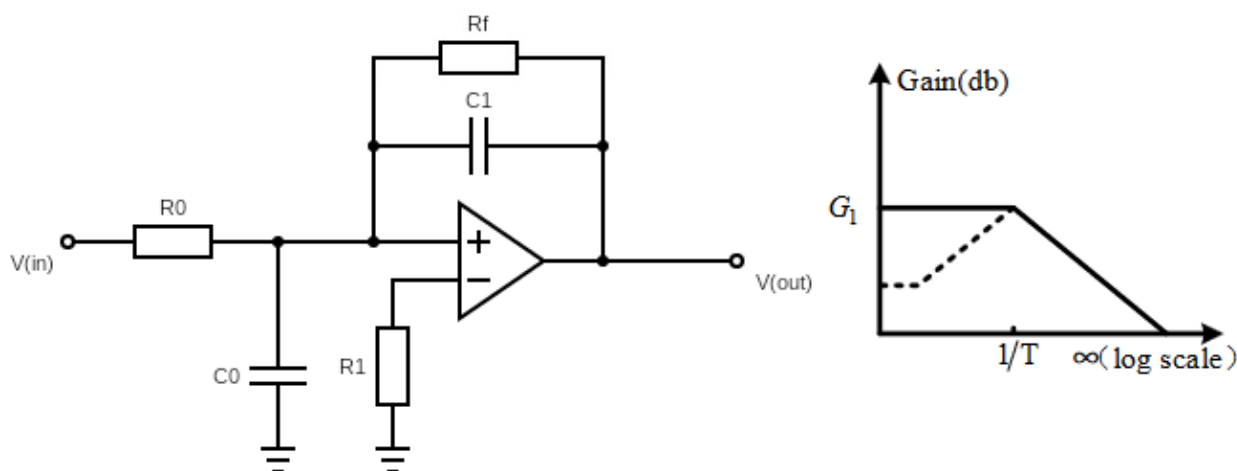 Rf
C1
R0
V(in)
+
−
V(out)
C0
R1
Gain(db)
G1
1/T
∞(log scale)